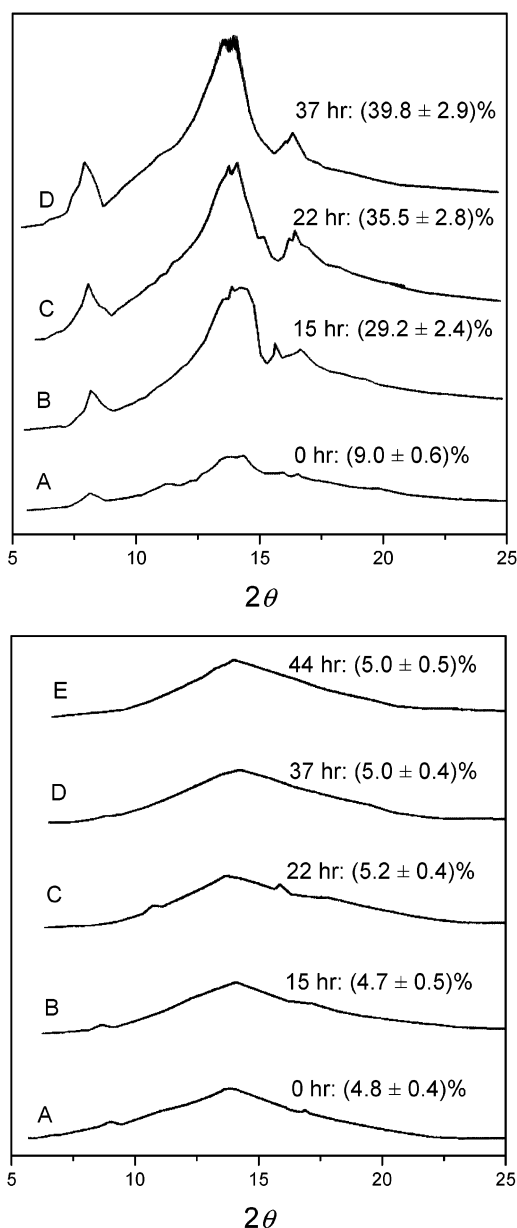 37 hr: (39.8 ± 2.9)%
D
22 hr: (35.5 ± 2.8)%
C
15 hr: (29.2 ± 2.4)%
B
0 hr: (9.0 ± 0.6)%
A
5 10 15 20 25
2θ
44 hr: (5.0 ± 0.5)%
E
37 hr: (5.0 ± 0.4)%
D
22 hr: (5.2 ± 0.4)%
C
15 hr: (4.7 ± 0.5)%
B
0 hr: (4.8 ± 0.4)%
A
5 10 15 20 25
2θ